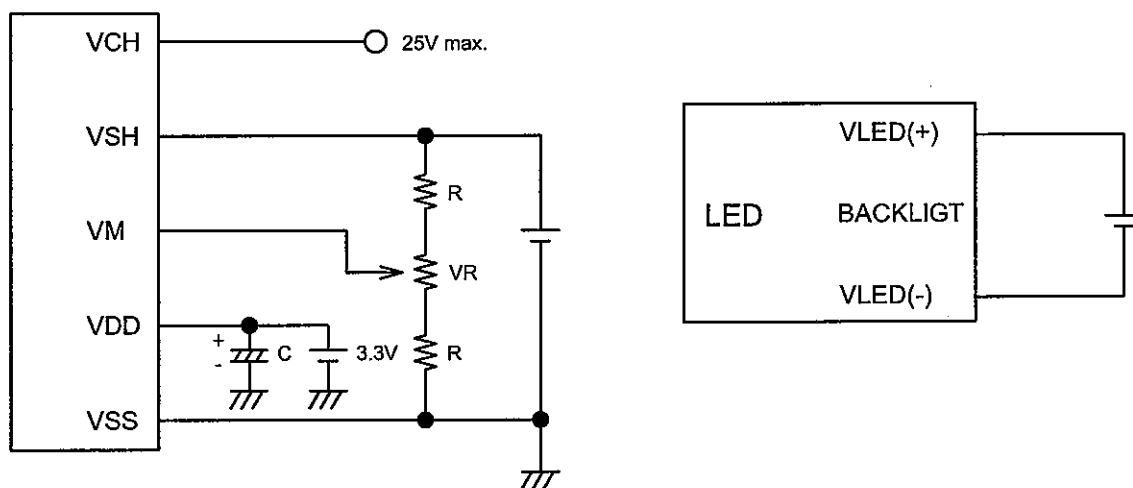 VCH
25V max.
VSH
R
VM
VR
VDD
+
-
C
3.3V
R
VSS
VLED(+)
LED
BACKLIGT
VLED(-)